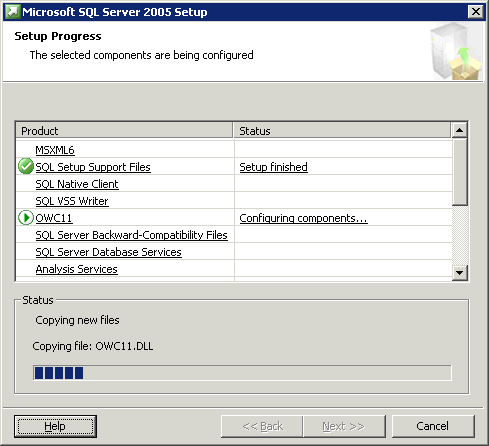 Microsoft SQL Server 2005 Setup
Setup Progress
The selected components are being configured
Product Status
MSXML6
SQL Setup Support Files Setup finished
SQL Native Client
SQL VSS Writer
OWC11 Configuring components...
SQL Server Backward-Compatibility Files
SQL Server Database Services
Analysis Services
Status
Copying new files
Copying file: OWC11.DLL
Help << Back Next >> Cancel